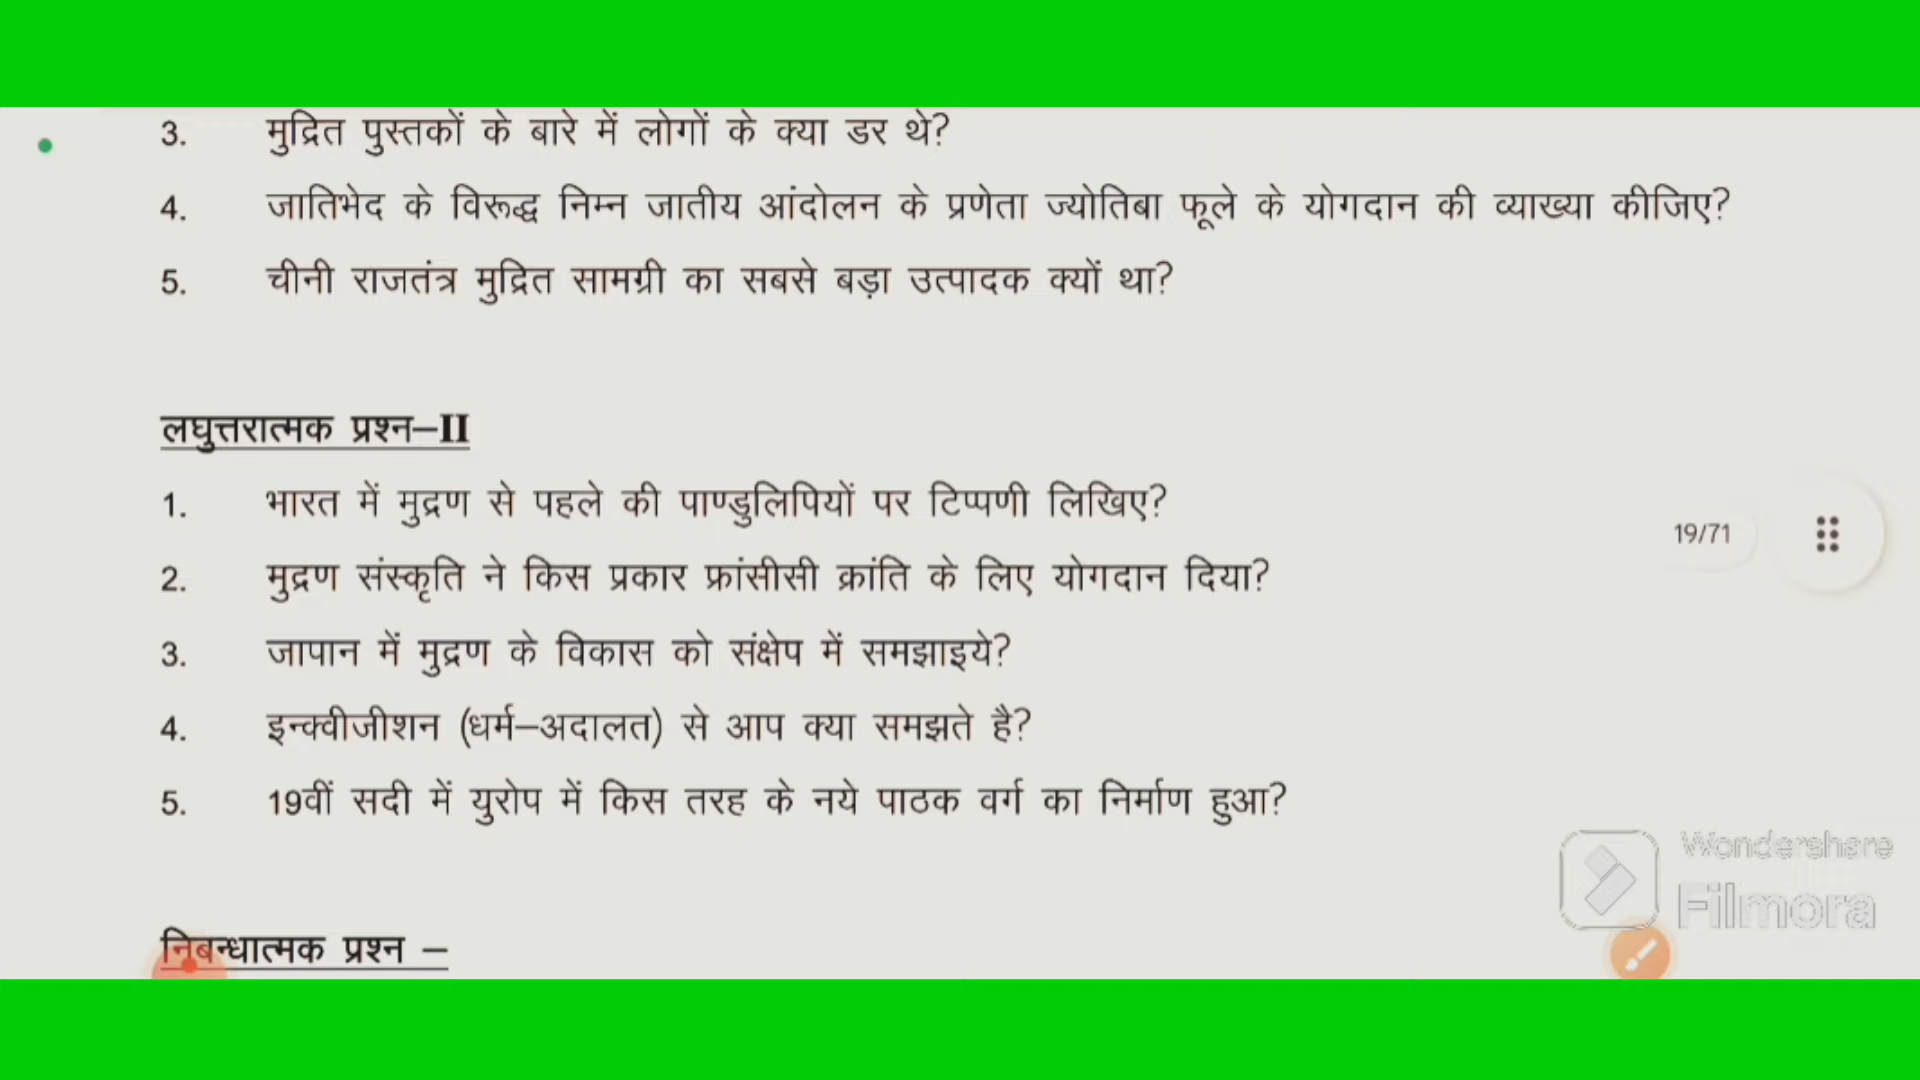 3. मुद्रित पुस्तकों के बारे में लोगों के क्या डर थे?
4. जातिभेद के विरूद्ध निम्न जातीय आंदोलन के प्रणेता ज्योतिबा फूले के योगदान की व्याख्या कीजिए?
5. चीनी राजतंत्र मुद्रित सामग्री का सबसे बड़ा उत्पादक क्यों था?
लघुत्तरात्मक प्रश्न–II
1. भारत में मुद्रण से पहले की पाण्डुलिपियों पर टिप्पणी लिखिए?
19/71
2. मुद्रण संस्कृति ने किस प्रकार फ्रांसीसी क्रांति के लिए योगदान दिया?
3. जापान में मुद्रण के विकास को संक्षेप में समझाइये?
4. इन्क्वीजीशन (धर्म–अदालत) से आप क्या समझते है?
5. 19वीं सदी में युरोप में किस तरह के नये पाठक वर्ग का निर्माण हुआ?
Wondershare
Filmora
निबन्धात्मक प्रश्न –